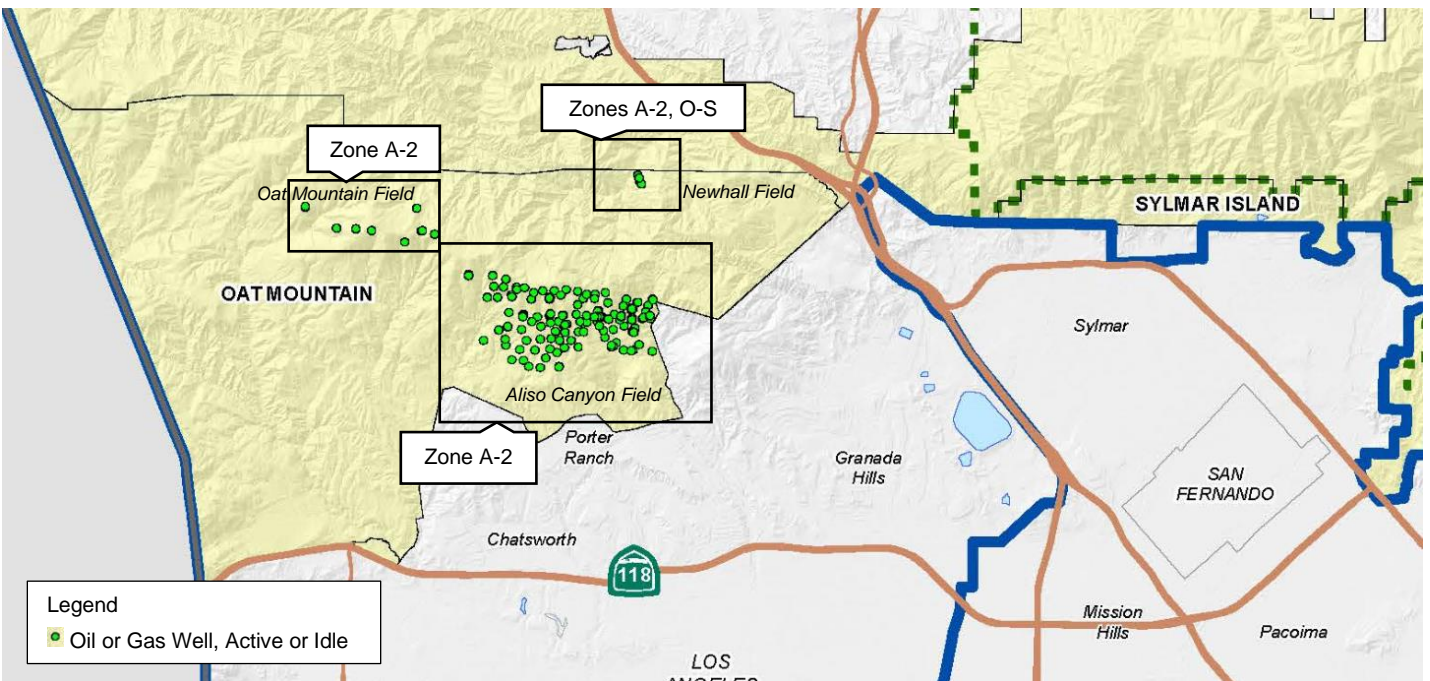 Zones A-2, O-S
Zone A-2
Oat Mountain Field
Newhall Field
SYLMAR ISLAND
OAT MOUNTAIN
Sylmar
Aliso Canyon Field
Zone A-2
Porter
Ranch
Granada
Hills
SAN
FERNANDO
Chatsworth
118
Legend
Oil or Gas Well, Active or Idle
Mission
Hills
Pacoima
LOS
ANGELES